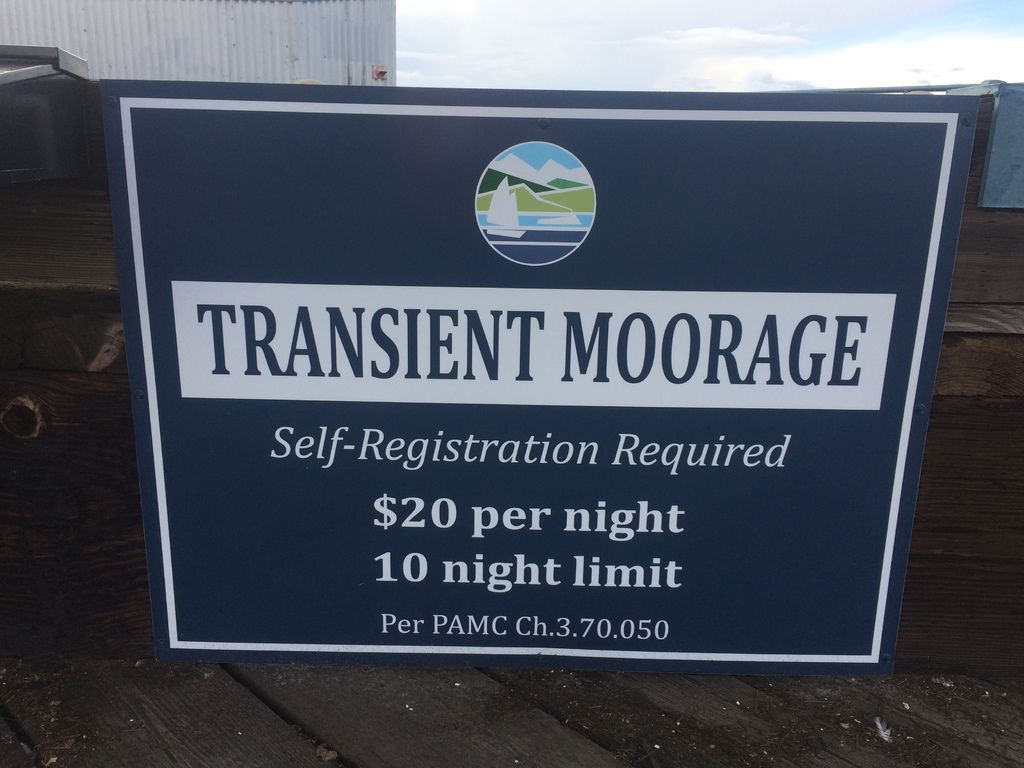 TRANSIENT MOORAGE
Self-Registration Required
$20 per night
10 night limit
Per PAMC Ch.3.70.050